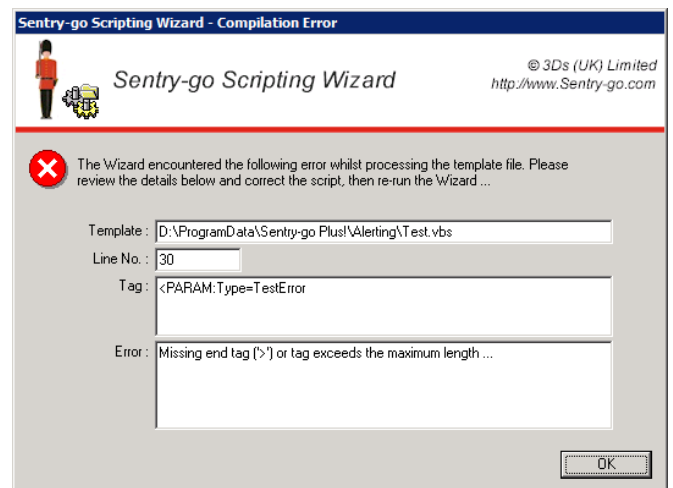 Sentry-go Scripting Wizard - Compilation Error
Sentry-go Scripting Wizard
© 3Ds (UK) Limited
http://www.Sentry-go.com
The Wizard encountered the following error whilst processing the template file. Please
review the details below and correct the script, then re-run the Wizard ...
Template : D:\ProgramData\Sentry-go Plus!\Alerting\Test.vbs
Line No. : 30
Tag : <PARAM:Type=TestError
Error : Missing end tag ('>') or tag exceeds the maximum length ...
OK